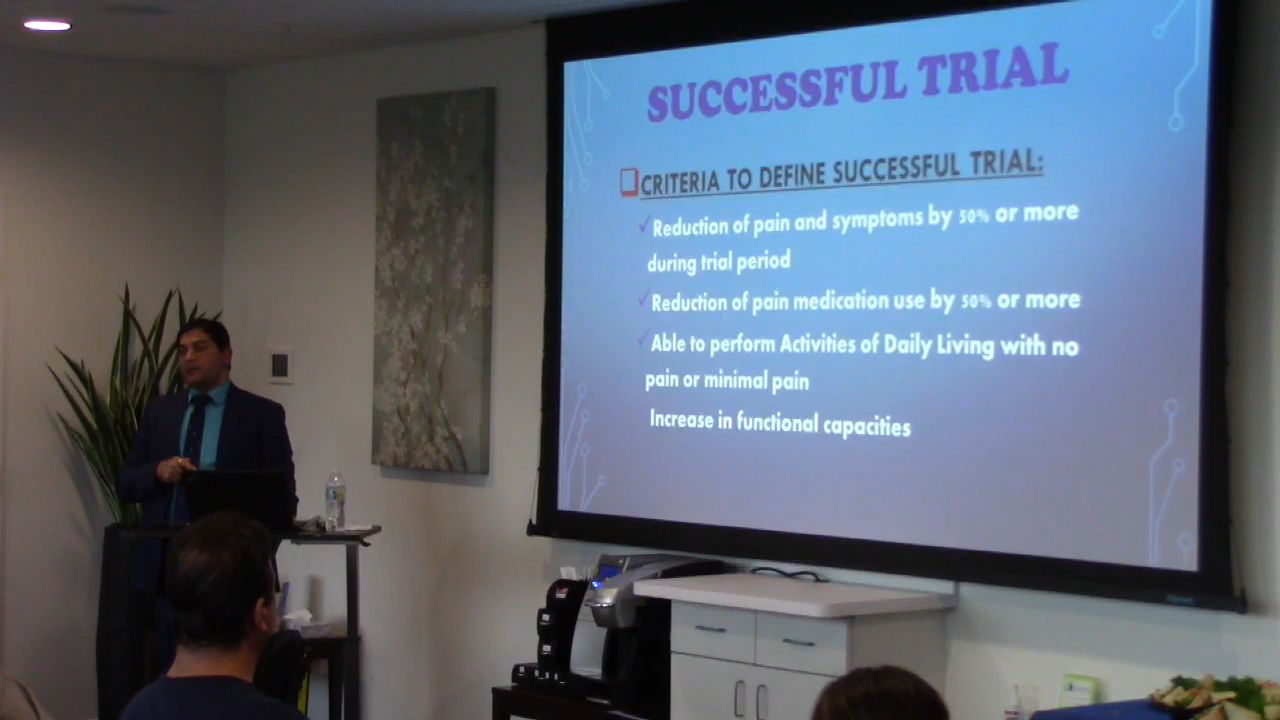 SUCCESSFUL TRIAL
CRITERIA TO DEFINE SUCCESSFUL TRIAL:
Reduction of pain and symptoms by 50% or more
during trial period
Reduction of pain medication use by 50% or more
Able to perform Activities of Daily Living with no
pain or minimal pain
Increase in functional capacities